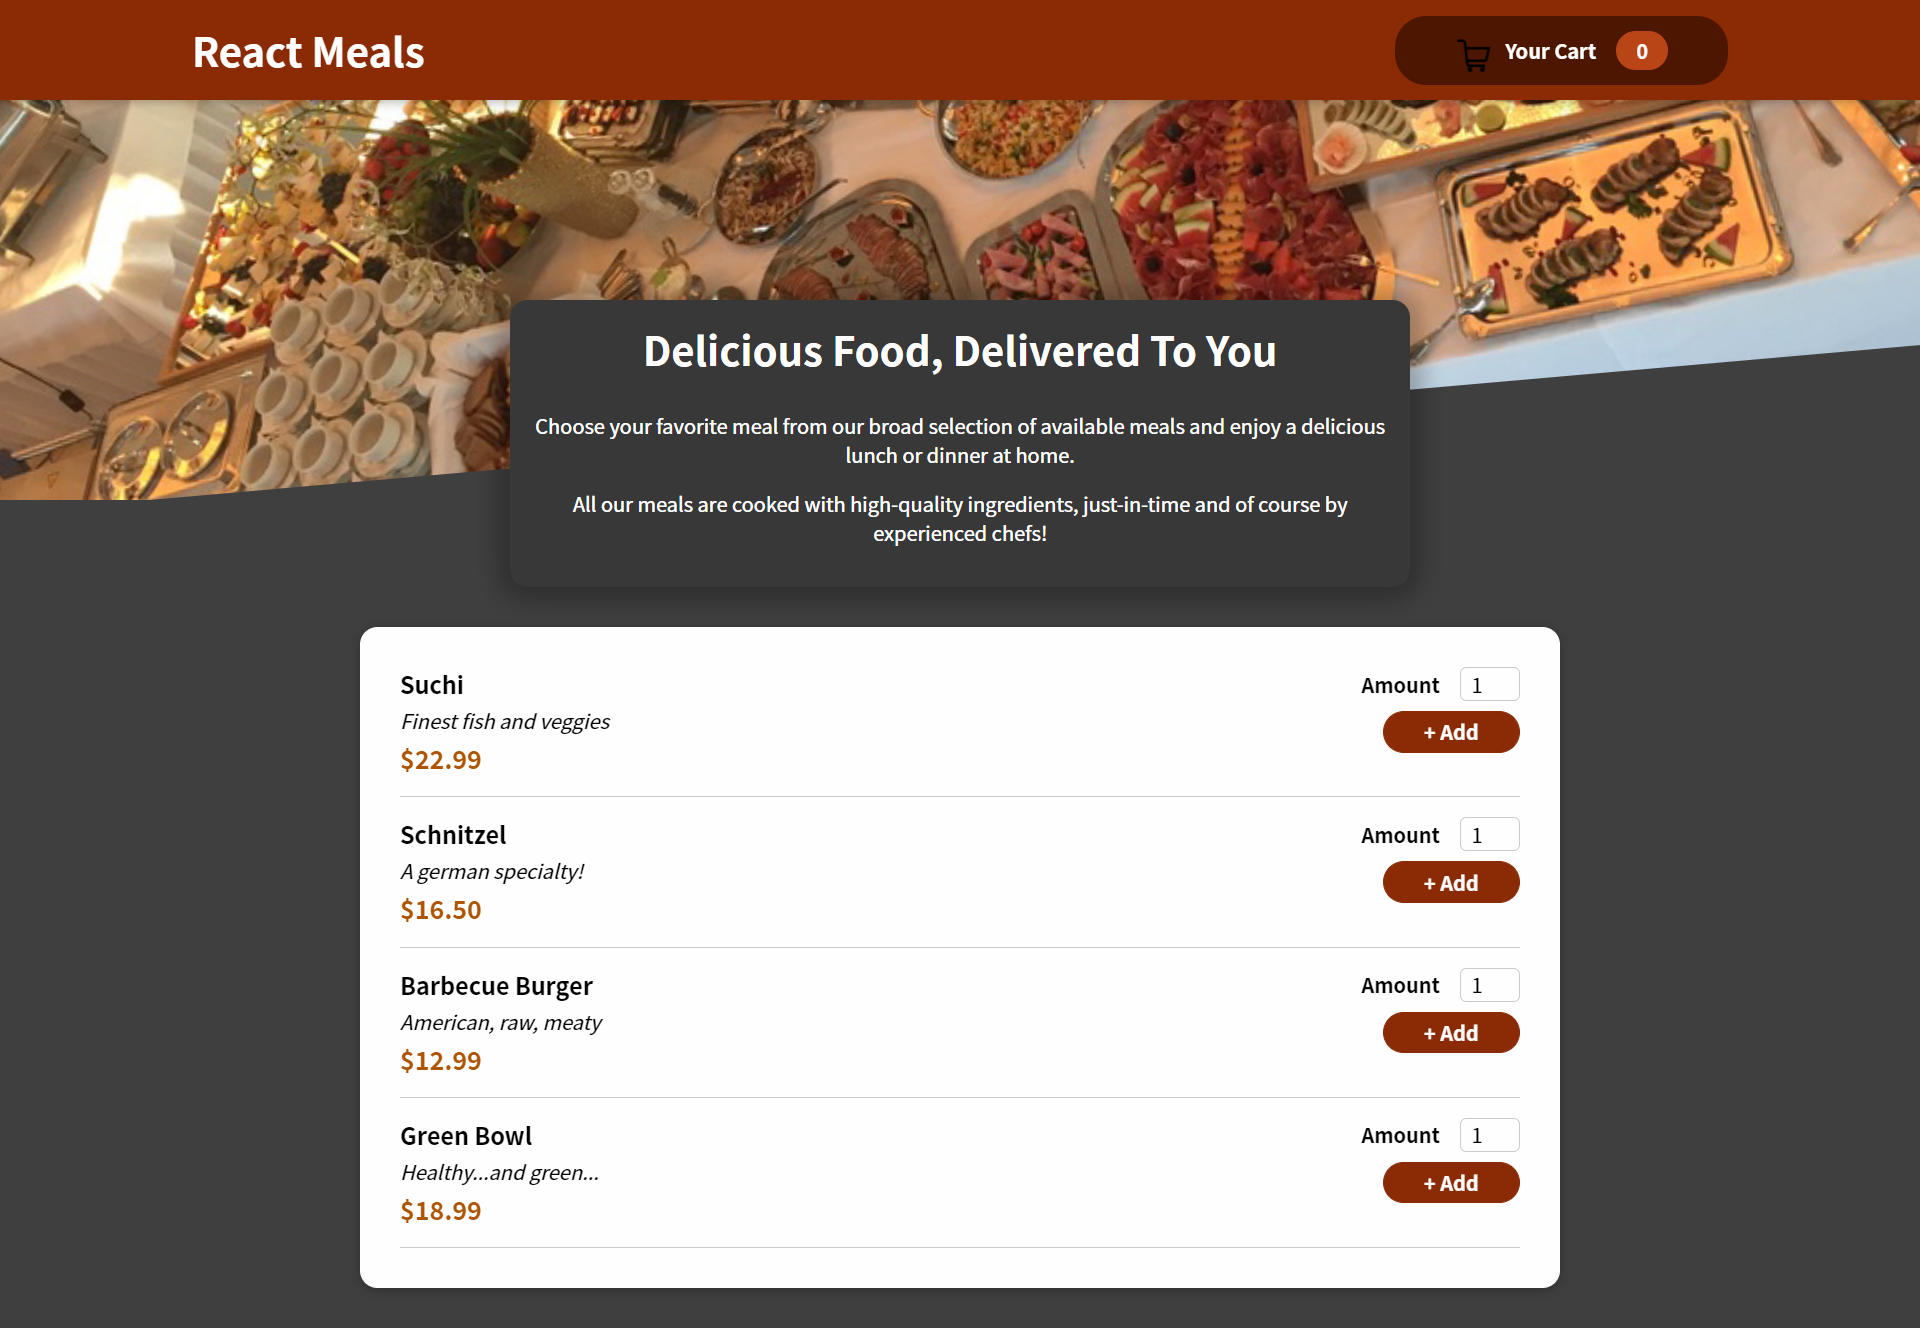 React Meals
Your Cart 0
Delicious Food, Delivered To You
Choose your favorite meal from our broad selection of available meals and enjoy a delicious
lunch or dinner at home.
All our meals are cooked with high-quality ingredients, just-in-time and of course by
experienced chefs!
Suchi
Finest fish and veggies
$22.99
Amount 1
+ Add
Schnitzel
A german specialty!
$16.50
Amount 1
+ Add
Barbecue Burger
American, raw, meaty
$12.99
Amount 1
+ Add
Green Bowl
Healthy...and green...
$18.99
Amount 1
+ Add